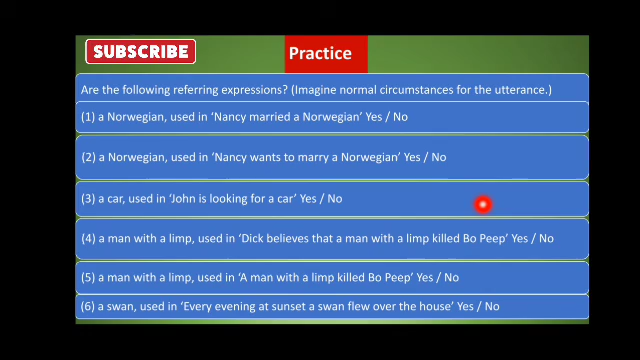 SUBSCRIBE
Practice
Are the following referring expressions? (Imagine normal circumstances for the utterance.)
(1) a Norwegian, used in ‘Nancy married a Norwegian’ Yes / No
(2) a Norwegian, used in ‘Nancy wants to marry a Norwegian’ Yes / No
(3) a car, used in ‘John is looking for a car’ Yes / No
(4) a man with a limp, used in ‘Dick believes that a man with a limp killed Bo Peep’ Yes / No
(5) a man with a limp, used in ‘A man with a limp killed Bo Peep’ Yes / No
(6) a swan, used in ‘Every evening at sunset a swan flew over the house’ Yes / No